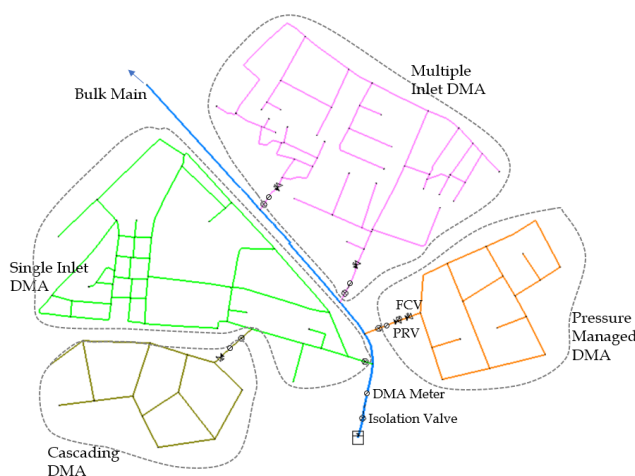 Multiple
Inlet DMA
Bulk Main
Single Inlet
DMA
FCV
PRV
Pressure
Managed
DMA
DMA Meter
Isolation Valve
Cascading
DMA